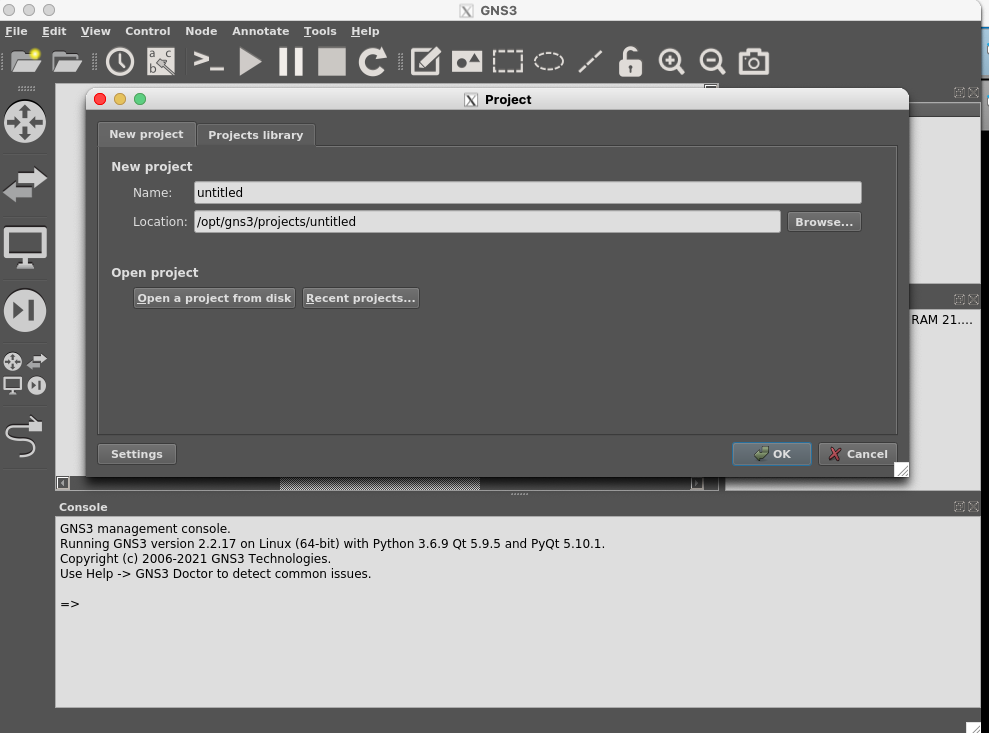 GNS3
File Edit View Control Node Annotate Tools Help
a c
b
Project
New project Projects library
New project
Name: untitled
Location: /opt/gns3/projects/untitled Browse...
Open project
Open a project from disk Recent projects...
RAM 21....
Settings OK Cancel
Console
GNS3 management console.
Running GNS3 version 2.2.17 on Linux (64-bit) with Python 3.6.9 Qt 5.9.5 and PyQt 5.10.1.
Copyright (c) 2006-2021 GNS3 Technologies.
Use Help -> GNS3 Doctor to detect common issues.
=>